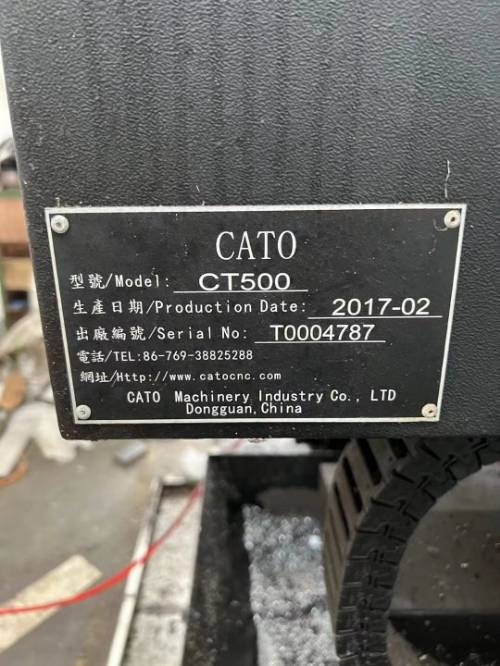 CATO
型號/Model: CT500
生產日期/Production Date: 2017-02
出廠編號/Serial No: T0004787
電話/TEL:86-769-38825288
網址/Http://www.catocnc.com
CATO Machinery Industry Co., LTD
Dongguan,China